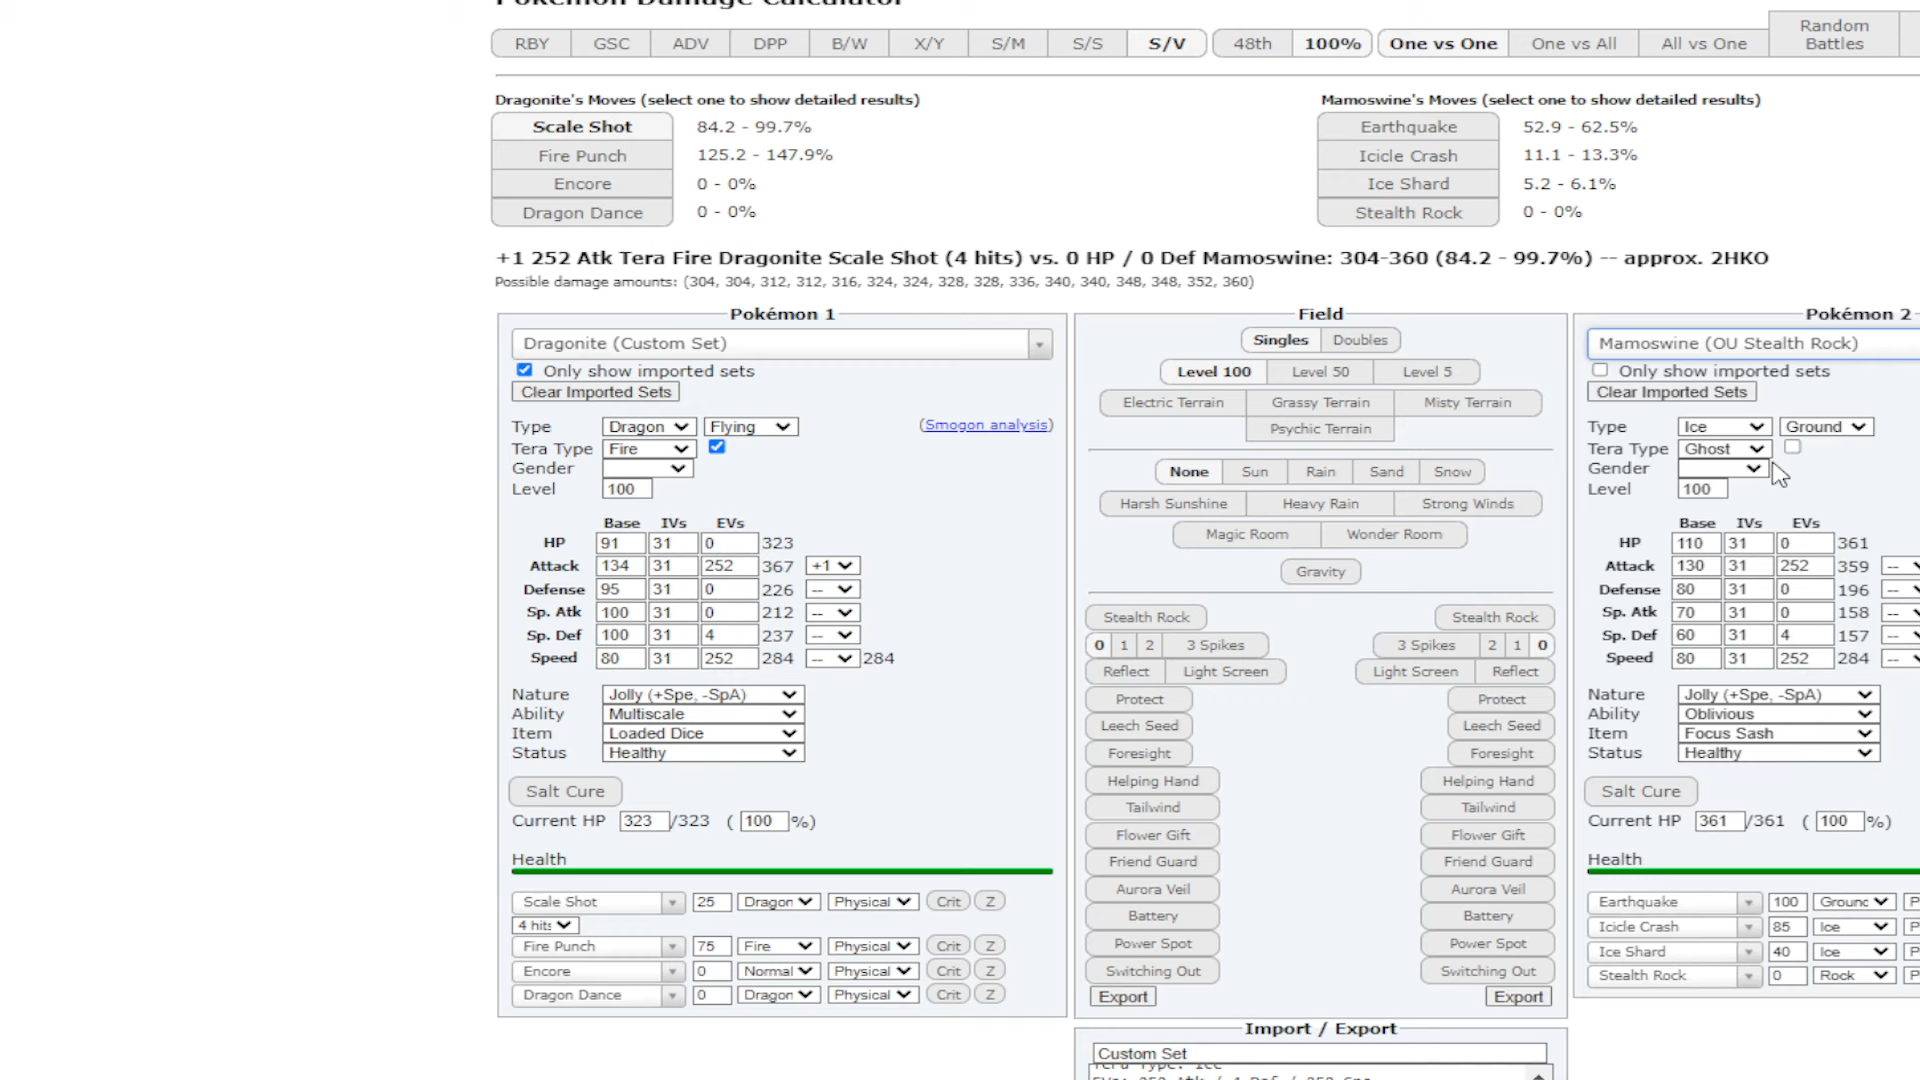 Pokémon Damage Calculator
RBY GSC ADV DPP B/W X/Y S/M S/S S/V 48th 100% One vs One One vs All All vs One Random Battles
Dragonite's Moves (select one to show detailed results)
Scale Shot 84.2 - 99.7%
Fire Punch 125.2 - 147.9%
Encore 0 - 0%
Dragon Dance 0 - 0%
Mamoswine's Moves (select one to show detailed results)
Earthquake 52.9 - 62.5%
Icicle Crash 11.1 - 13.3%
Ice Shard 5.2 - 6.1%
Stealth Rock 0 - 0%
+1 252 Atk Tera Fire Dragonite Scale Shot (4 hits) vs. 0 HP / 0 Def Mamoswine: 304-360 (84.2 - 99.7%) -- approx. 2HKO
Possible damage amounts: (304, 304, 312, 312, 316, 324, 324, 328, 328, 336, 340, 340, 348, 348, 352, 360)
Pokémon 1
Dragonite (Custom Set)
Only show imported sets
Clear Imported Sets
Type Dragon Flying (Smogon analysis)
Tera Type Fire
Gender
Level 100
Base IVs EVs
HP 91 31 0 323
Attack 134 31 252 367 +1
Defense 95 31 0 226 --
Sp. Atk 100 31 0 212 --
Sp. Def 100 31 4 237 --
Speed 80 31 252 284 -- 284
Nature Jolly (+Spe, -SpA)
Ability Multiscale
Item Loaded Dice
Status Healthy
Salt Cure
Current HP 323 /323 ( 100 %)
Health
Scale Shot 25 Dragon Physical Crit Z
4 hits
Fire Punch 75 Fire Physical Crit Z
Encore 0 Normal Physical Crit Z
Dragon Dance 0 Dragon Physical Crit Z
Field
Singles Doubles
Level 100 Level 50 Level 5
Electric Terrain Grassy Terrain Misty Terrain
Psychic Terrain
None Sun Rain Sand Snow
Harsh Sunshine Heavy Rain Strong Winds
Magic Room Wonder Room
Gravity
Stealth Rock Stealth Rock
0 1 2 3 Spikes 3 Spikes 2 1 0
Reflect Light Screen Light Screen Reflect
Protect Protect
Leech Seed Leech Seed
Foresight Foresight
Helping Hand Helping Hand
Tailwind Tailwind
Flower Gift Flower Gift
Friend Guard Friend Guard
Aurora Veil Aurora Veil
Battery Battery
Power Spot Power Spot
Switching Out Switching Out
Export Export
Import / Export
Custom Set
Tera Type: Ice
Pokémon 2
Mamoswine (OU Stealth Rock)
Only show imported sets
Clear Imported Sets
Type Ice Ground
Tera Type Ghost
Gender
Level 100
Base IVs EVs
HP 110 31 0 361
Attack 130 31 252 359 --
Defense 80 31 0 196 --
Sp. Atk 70 31 0 158 --
Sp. Def 60 31 4 157 --
Speed 80 31 252 284 --
Nature Jolly (+Spe, -SpA)
Ability Oblivious
Item Focus Sash
Status Healthy
Salt Cure
Current HP 361 /361 ( 100 %)
Health
Earthquake 100 Ground P
Icicle Crash 85 Ice P
Ice Shard 40 Ice P
Stealth Rock 0 Rock P